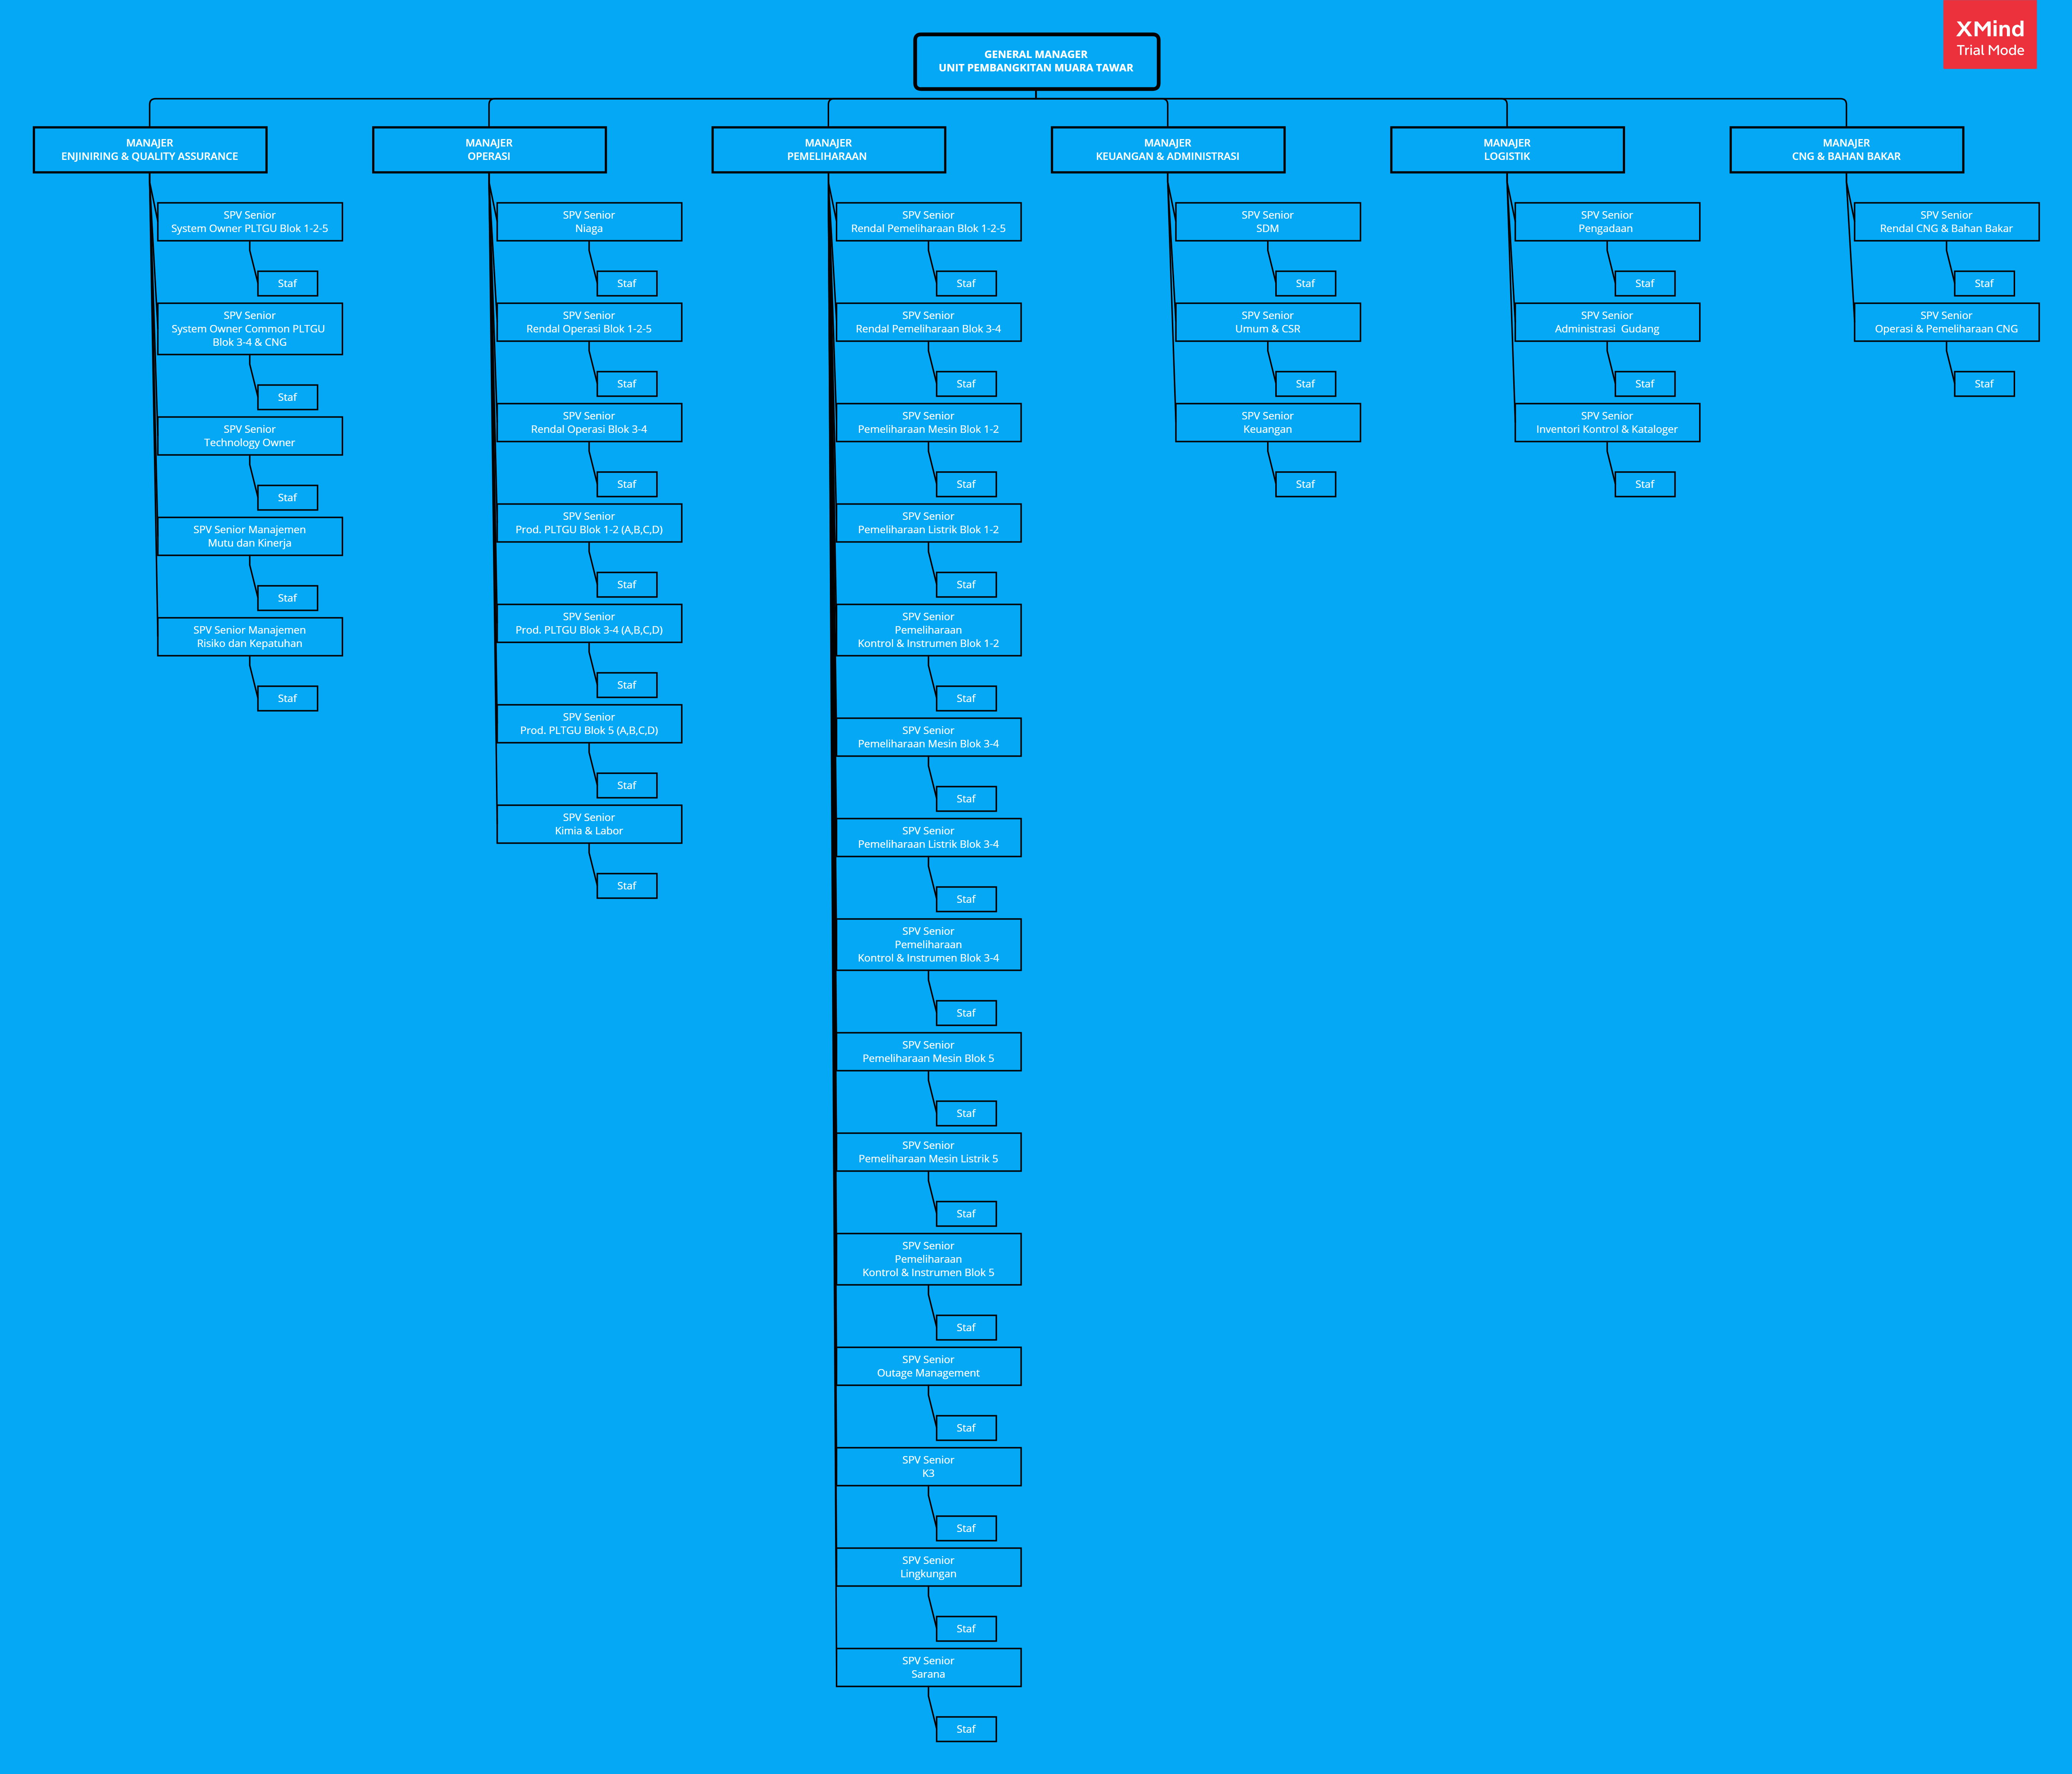 XMind
Trial Mode
GENERAL MANAGER
UNIT PEMBANGKITAN MUARA TAWAR
MANAJER
ENJINIRING & QUALITY ASSURANCE
SPV Senior
System Owner PLTGU Blok 1-2-5
Staf
SPV Senior
System Owner Common PLTGU
Blok 3-4 & CNG
Staf
SPV Senior
Technology Owner
Staf
SPV Senior Manajemen
Mutu dan Kinerja
Staf
SPV Senior Manajemen
Risiko dan Kepatuhan
Staf
MANAJER
OPERASI
SPV Senior
Niaga
Staf
SPV Senior
Rendal Operasi Blok 1-2-5
Staf
SPV Senior
Rendal Operasi Blok 3-4
Staf
SPV Senior
Prod. PLTGU Blok 1-2 (A,B,C,D)
Staf
SPV Senior
Prod. PLTGU Blok 3-4 (A,B,C,D)
Staf
SPV Senior
Prod. PLTGU Blok 5 (A,B,C,D)
Staf
SPV Senior
Kimia & Labor
Staf
MANAJER
PEMELIHARAAN
SPV Senior
Rendal Pemeliharaan Blok 1-2-5
Staf
SPV Senior
Rendal Pemeliharaan Blok 3-4
Staf
SPV Senior
Pemeliharaan Mesin Blok 1-2
Staf
SPV Senior
Pemeliharaan Listrik Blok 1-2
Staf
SPV Senior
Pemeliharaan
Kontrol & Instrumen Blok 1-2
Staf
SPV Senior
Pemeliharaan Mesin Blok 3-4
Staf
SPV Senior
Pemeliharaan Listrik Blok 3-4
Staf
SPV Senior
Pemeliharaan
Kontrol & Instrumen Blok 3-4
Staf
SPV Senior
Pemeliharaan Mesin Blok 5
Staf
SPV Senior
Pemeliharaan Mesin Listrik 5
Staf
SPV Senior
Pemeliharaan
Kontrol & Instrumen Blok 5
Staf
SPV Senior
Outage Management
Staf
SPV Senior
K3
Staf
SPV Senior
Lingkungan
Staf
SPV Senior
Sarana
Staf
MANAJER
KEUANGAN & ADMINISTRASI
SPV Senior
SDM
Staf
SPV Senior
Umum & CSR
Staf
SPV Senior
Keuangan
Staf
MANAJER
LOGISTIK
SPV Senior
Pengadaan
Staf
SPV Senior
Administrasi  Gudang
Staf
SPV Senior
Inventori Kontrol & Kataloger
Staf
MANAJER
CNG & BAHAN BAKAR
SPV Senior
Rendal CNG & Bahan Bakar
Staf
SPV Senior
Operasi & Pemeliharaan CNG
Staf